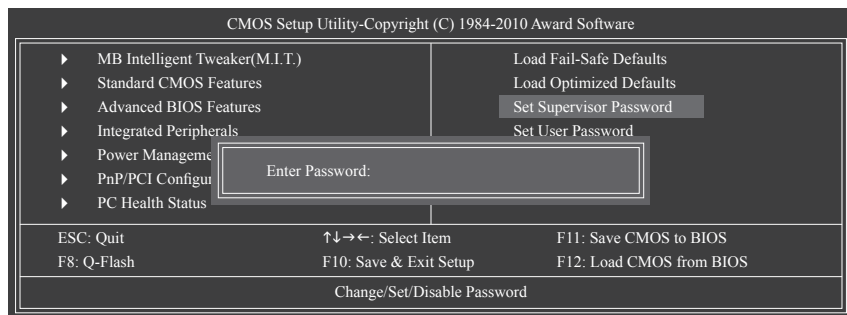 CMOS Setup Utility-Copyright (C) 1984-2010 Award Software
MB Intelligent Tweaker(M.I.T.)
Standard CMOS Features
Advanced BIOS Features
Integrated Peripherals
Power Manageme
PnP/PCI Configur
PC Health Status
Load Fail-Safe Defaults
Load Optimized Defaults
Set Supervisor Password
Set User Password
Enter Password:
ESC: Quit ↑↓→←: Select Item F11: Save CMOS to BIOS
F8: Q-Flash F10: Save & Exit Setup F12: Load CMOS from BIOS
Change/Set/Disable Password